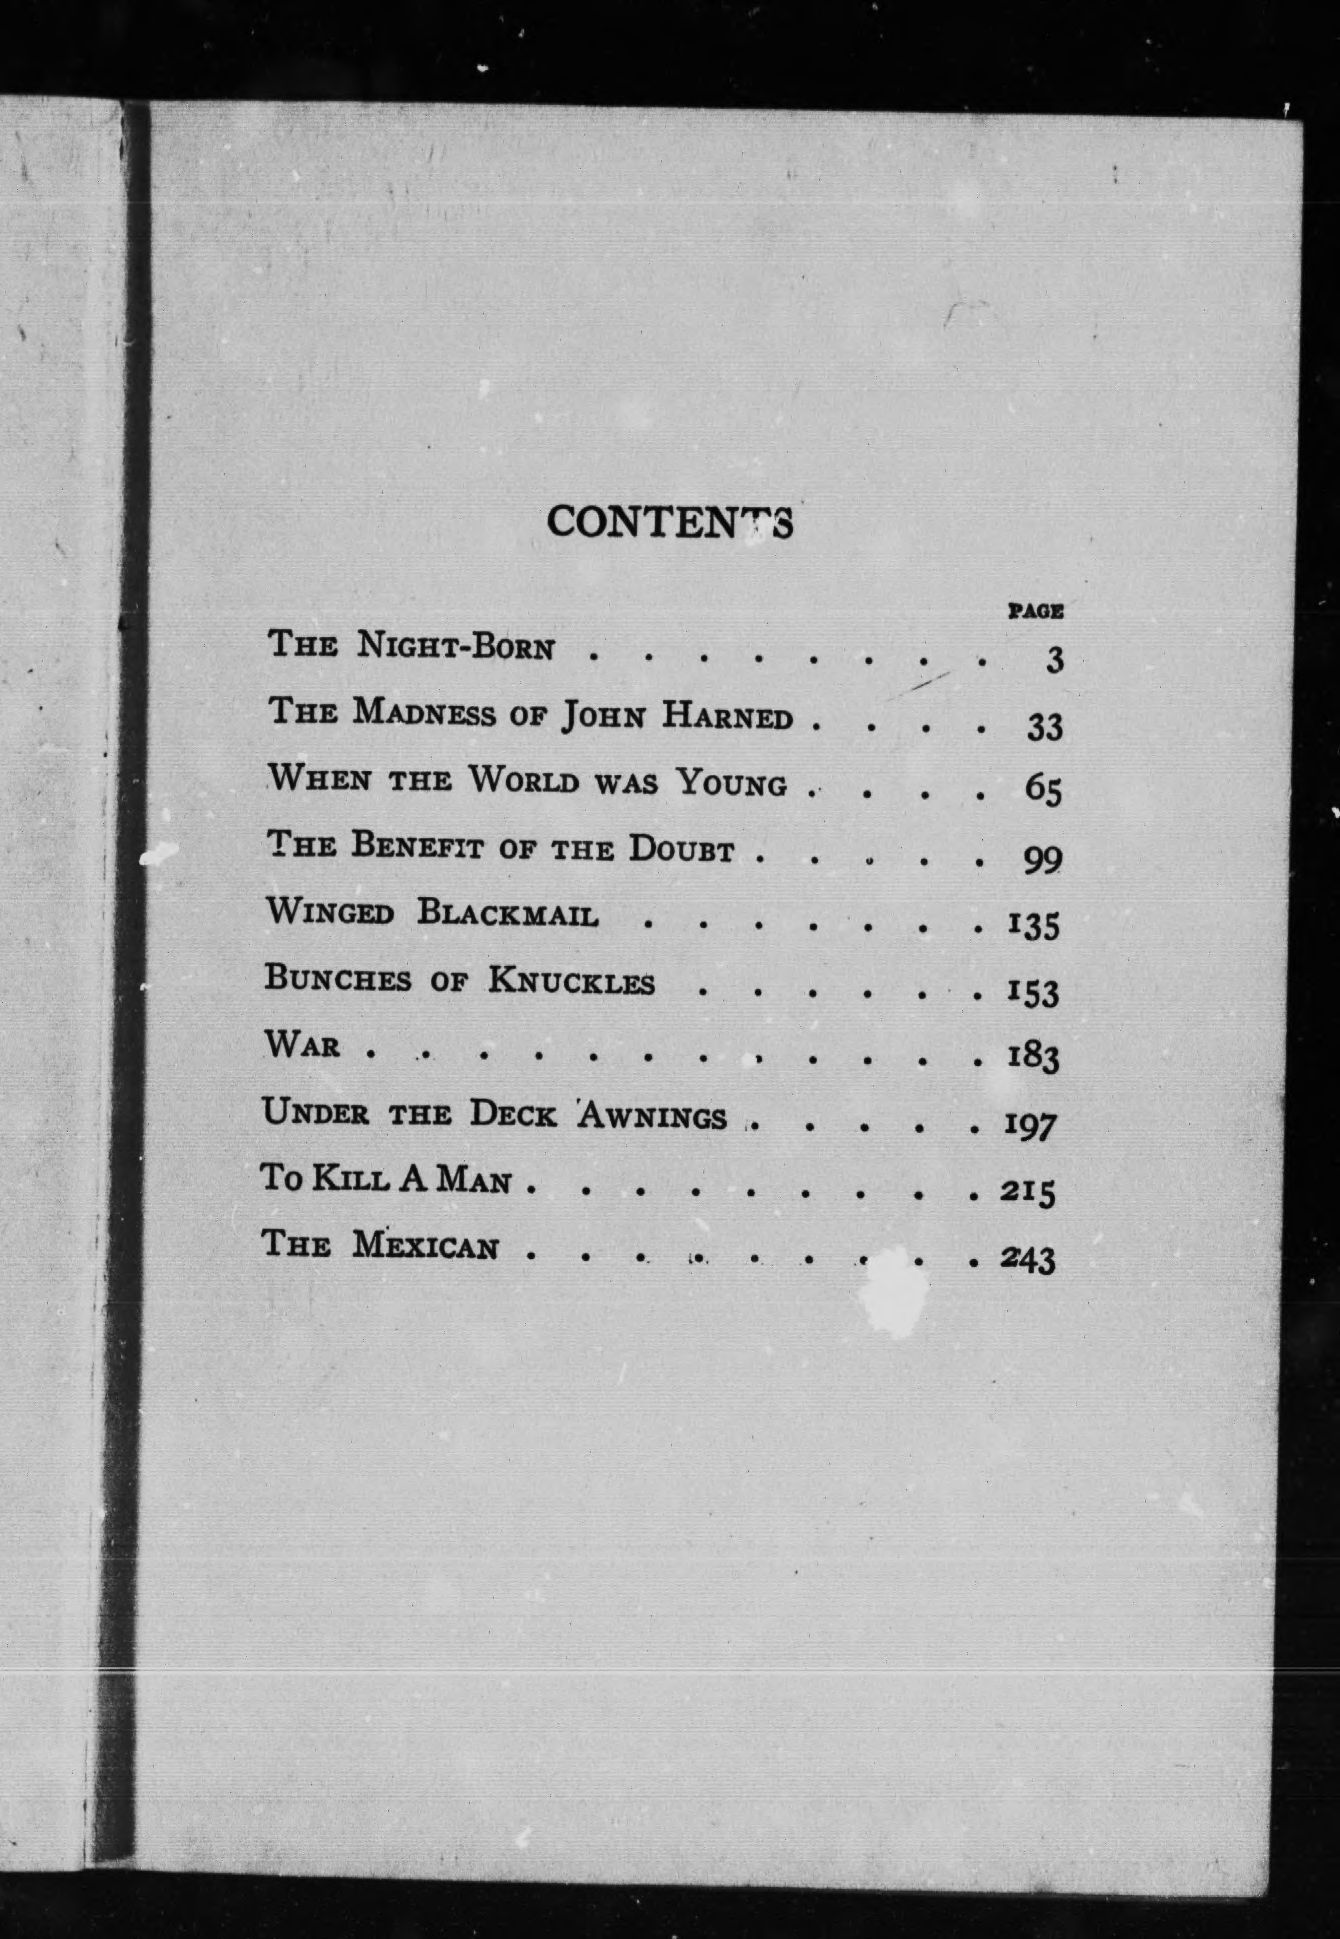 CONTENTS
PAGE
The Night-Born . . . . . . . . 3
The Madness of John Harned . . . . 33
When the World was Young . . . . 65
The Benefit of the Doubt . . . . . 99
Winged Blackmail . . . . . . . 135
Bunches of Knuckles . . . . . . 153
War . . . . . . . . . . . . 183
Under the Deck Awnings . . . . . 197
To Kill A Man . . . . . . . . . 215
The Mexican . . . . . . . . . 243